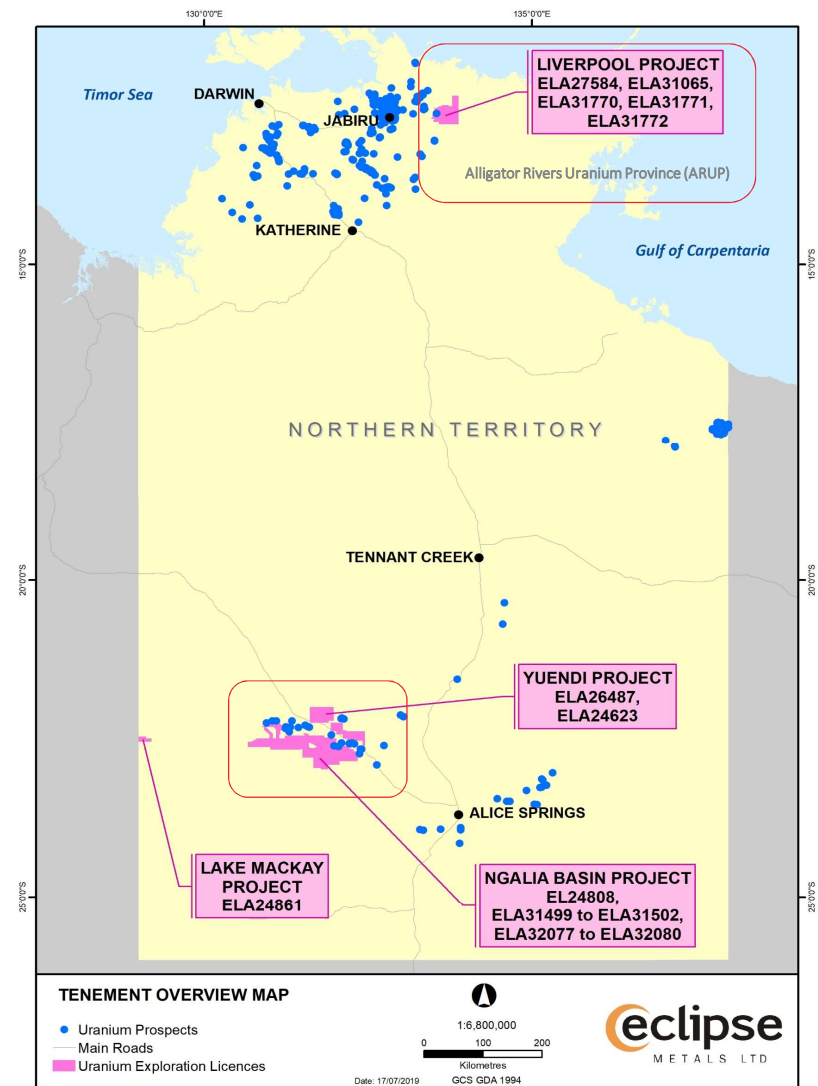 130°0'0"E
135°0'0"E
LIVERPOOL PROJECT
ELA27584, ELA31065,
ELA31770, ELA31771,
ELA31772
Timor Sea
DARWIN
JABIRU
Alligator Rivers Uranium Province (ARUP)
KATHERINE
Gulf of Carpentaria
15°0'0"S
15°0'0"S
NORTHERN TERRITORY
TENNANT CREEK
20°0'0"S
20°0'0"S
YUENDI PROJECT
ELA26487,
ELA24623
ALICE SPRINGS
LAKE MACKAY
PROJECT
ELA24861
NGALIA BASIN PROJECT
EL24808,
ELA31499 to ELA31502,
ELA32077 to ELA32080
25°0'0"S
25°0'0"S
TENEMENT OVERVIEW MAP
Uranium Prospects
Main Roads
Uranium Exploration Licences
1:6,800,000
0 100 200
Kilometres
Date: 17/07/2019
GCS GDA 1994
eclipse
METALS LTD